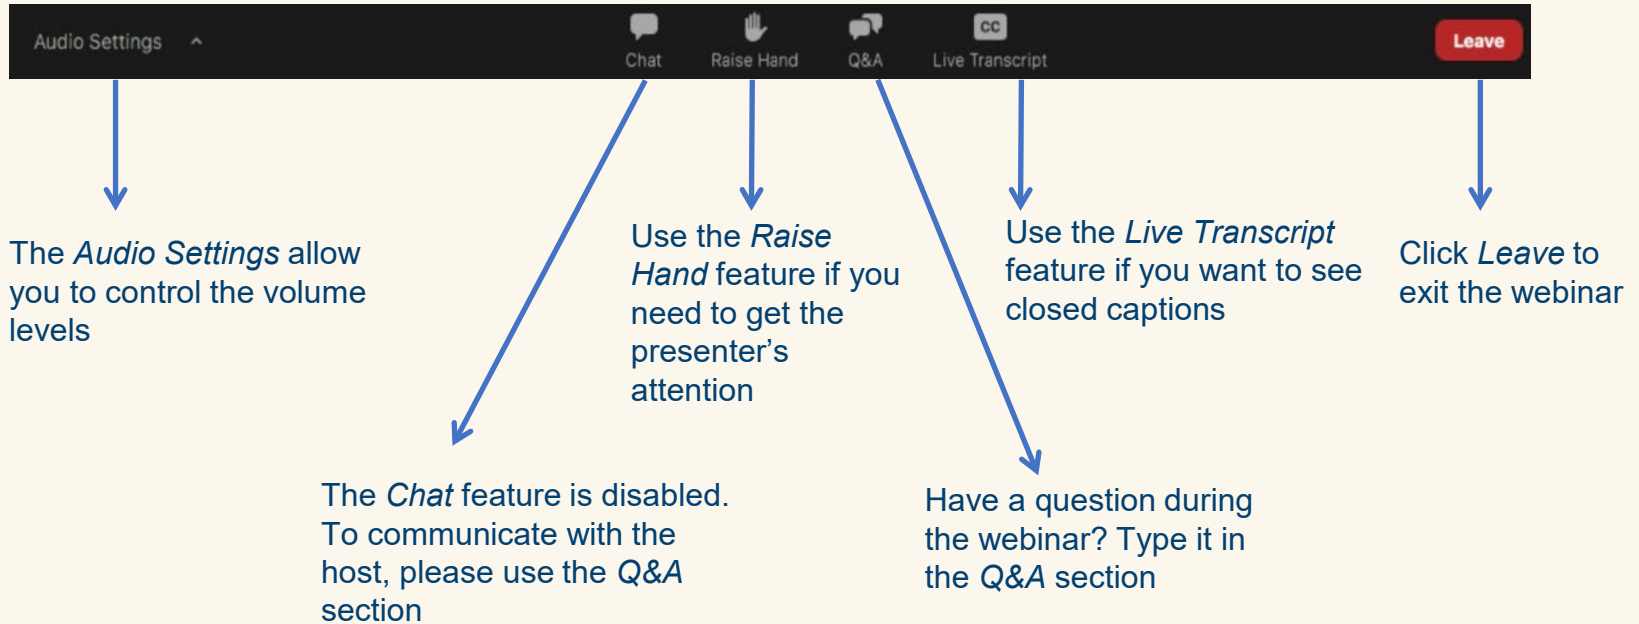 Audio Settings
Chat
Raise Hand
Q&A
CC
Live Transcript
Leave
The Audio Settings allow
you to control the volume
levels
The Chat feature is disabled.
To communicate with the
host, please use the Q&A
section
Use the Raise
Hand feature if you
need to get the
presenter’s
attention
Have a question during
the webinar? Type it in
the Q&A section
Use the Live Transcript
feature if you want to see
closed captions
Click Leave to
exit the webinar